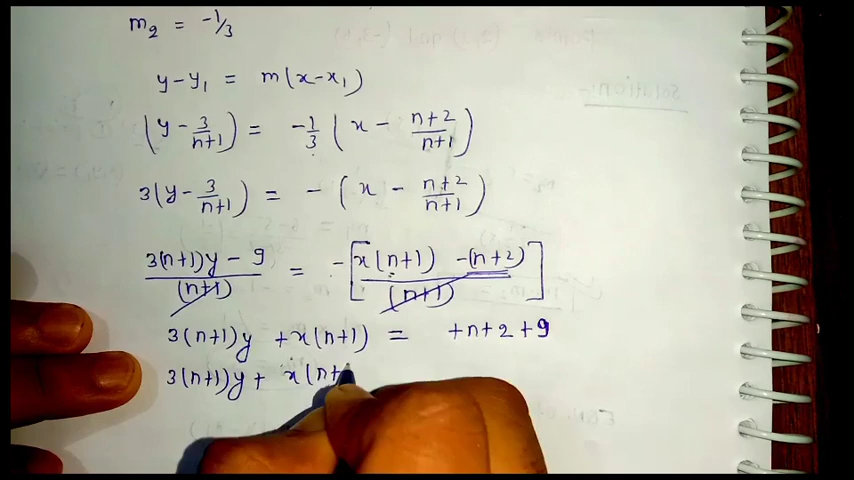 m₂ = -1/3
y-y₁ = m(x-x₁)
(y - 3/(n+1)) = -1/3 (x - (n+2)/(n+1))
3(y - 3/(n+1)) = -(x - (n+2)/(n+1))
(3(n+1)y - 9)/(n+1) = -[(x(n+1) -(n+2))/(n+1)]
3(n+1)y +x(n+1) = +n+2+9
3(n+1)y+ x(n+